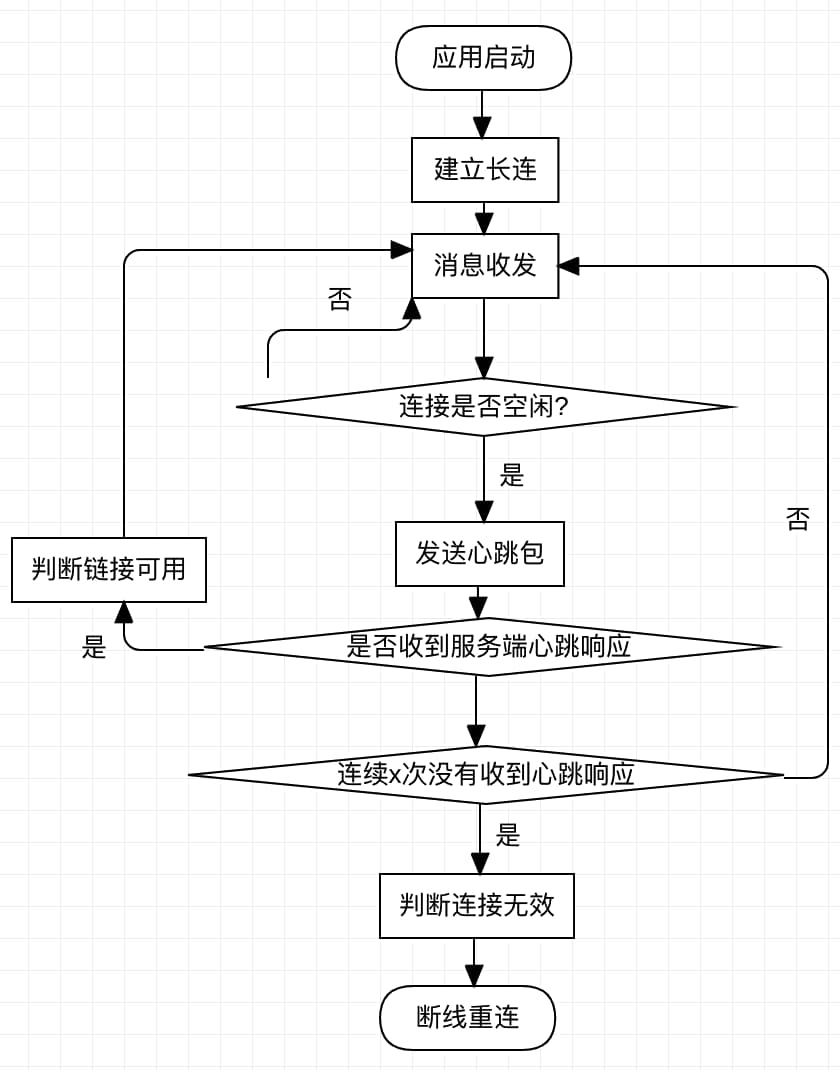 应用启动
建立长连
消息收发
否
连接是否空闲?
是
发送心跳包
否
判断链接可用
是否收到服务端心跳响应
是
连续x次没有收到心跳响应
是
判断连接无效
断线重连